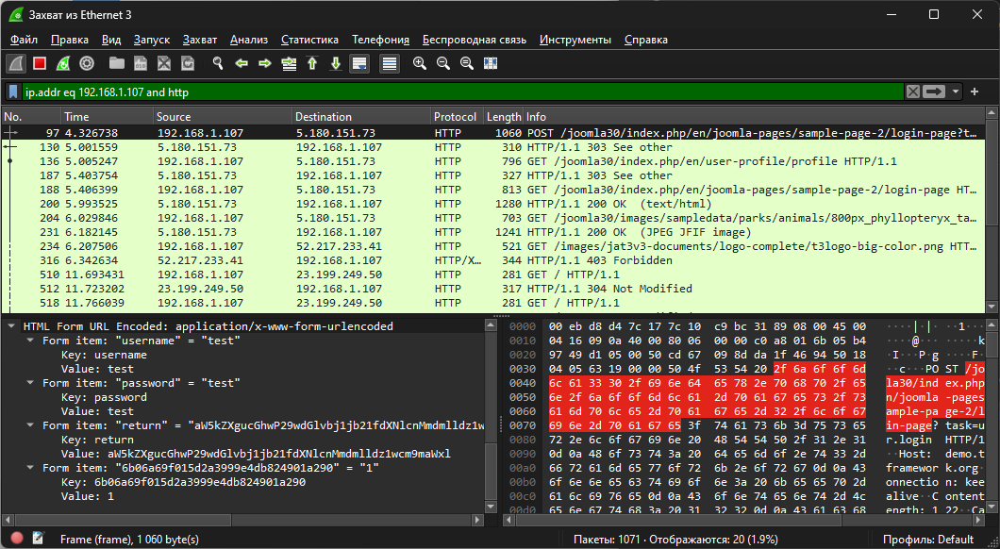 Захват из Ethernet 3
Файл Правка Вид Запуск Захват Анализ Статистика Телефония Беспроводная связь Инструменты Справка
ip.addr eq 192.168.1.107 and http
No. Time Source Destination Protocol Length Info
97 4.326738 192.168.1.107 5.180.151.73 HTTP 1060 POST /joomla30/index.php/en/joomla-pages/sample-page-2/login-page?t…
130 5.001559 5.180.151.73 192.168.1.107 HTTP 310 HTTP/1.1 303 See other
136 5.005247 192.168.1.107 5.180.151.73 HTTP 796 GET /joomla30/index.php/en/user-profile/profile HTTP/1.1
187 5.403754 5.180.151.73 192.168.1.107 HTTP 327 HTTP/1.1 303 See other
188 5.406399 192.168.1.107 5.180.151.73 HTTP 813 GET /joomla30/index.php/en/joomla-pages/sample-page-2/login-page HT…
200 5.993525 5.180.151.73 192.168.1.107 HTTP 1280 HTTP/1.1 200 OK (text/html)
204 6.029846 192.168.1.107 5.180.151.73 HTTP 703 GET /joomla30/images/sampledata/parks/animals/800px_phyllopteryx_ta…
231 6.182145 5.180.151.73 192.168.1.107 HTTP 1241 HTTP/1.1 200 OK (JPEG JFIF image)
234 6.207506 192.168.1.107 52.217.233.41 HTTP 521 GET /images/jat3v3-documents/logo-complete/t3logo-big-color.png HTT…
316 6.342634 52.217.233.41 192.168.1.107 HTTP/X… 344 HTTP/1.1 403 Forbidden
510 11.693431 192.168.1.107 23.199.249.50 HTTP 281 GET / HTTP/1.1
512 11.723202 23.199.249.50 192.168.1.107 HTTP 317 HTTP/1.1 304 Not Modified
518 11.766039 192.168.1.107 23.199.249.50 HTTP 281 GET / HTTP/1.1
HTML Form URL Encoded: application/x-www-form-urlencoded
Form item: "username" = "test"
Key: username
Value: test
Form item: "password" = "test"
Key: password
Value: test
Form item: "return" = "aW5kZXgucGhwP29wdGlvbj1jb21fdXNlcnMmdmlldz1w
Key: return
Value: aW5kZXgucGhwP29wdGlvbj1jb21fdXNlcnMmdmlldz1wcm9maWxl
Form item: "6b06a69f015d2a3999e4db824901a290" = "1"
Key: 6b06a69f015d2a3999e4db824901a290
Value: 1
0000 00 eb d8 d4 7c 17 7c 10 c9 bc 31 89 08 00 45 00 ····|·|· ··1···E·
0010 04 16 09 0a 40 00 80 06 00 00 c0 a8 01 6b 05 b4 ····@··· ·····k··
0020 97 49 d1 05 00 50 cd 67 09 8d da 1f 46 94 50 18 ·I···P·g ····F·P·
0030 04 05 63 19 00 00 50 4f 53 54 20 2f 6a 6f 6f 6d ··c···PO ST /joom
0040 6c 61 33 30 2f 69 6e 64 65 78 2e 70 68 70 2f 65 la30/ind ex.php/e
0050 6e 2f 6a 6f 6f 6d 6c 61 2d 70 61 67 65 73 2f 73 n/joomla -pages/s
0060 61 6d 70 6c 65 2d 70 61 67 65 2d 32 2f 6c 6f 67 ample-pa ge-2/log
0070 69 6e 2d 70 61 67 65 3f 74 61 73 6b 3d 75 73 65 in-page? task=use
0080 72 2e 6c 6f 67 69 6e 20 48 54 54 50 2f 31 2e 31 r.login HTTP/1.1
0090 0d 0a 48 6f 73 74 3a 20 64 65 6d 6f 2e 74 33 2d ··Host: demo.t3-
00a0 66 72 61 6d 65 77 6f 72 6b 2e 6f 72 67 0d 0a 43 framewor k.org··C
00b0 6f 6e 6e 65 63 74 69 6f 6e 3a 20 6b 65 65 70 2d onnectio n: keep-
00c0 61 6c 69 76 65 0d 0a 43 6f 6e 74 65 6e 74 2d 4c alive··C ontent-L
00d0 65 6e 67 74 68 3a 20 31 32 32 0d 0a 43 61 63 68 ength: 1 22··Cach
Frame (frame), 1 060 byte(s)
Пакеты: 1071 · Отображаются: 20 (1.9%)
Профиль: Default